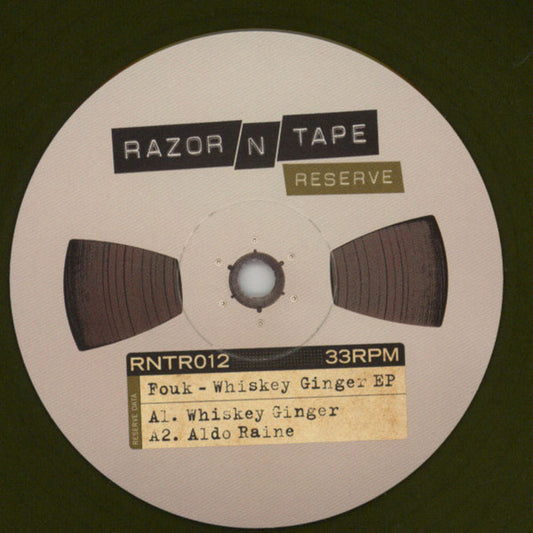 RAZOR N TAPE
RESERVE
RNTR012 33RPM
RESERVE DATA
Fouk - Whiskey Ginger EP
A1. Whiskey Ginger
A2. Aldo Raine